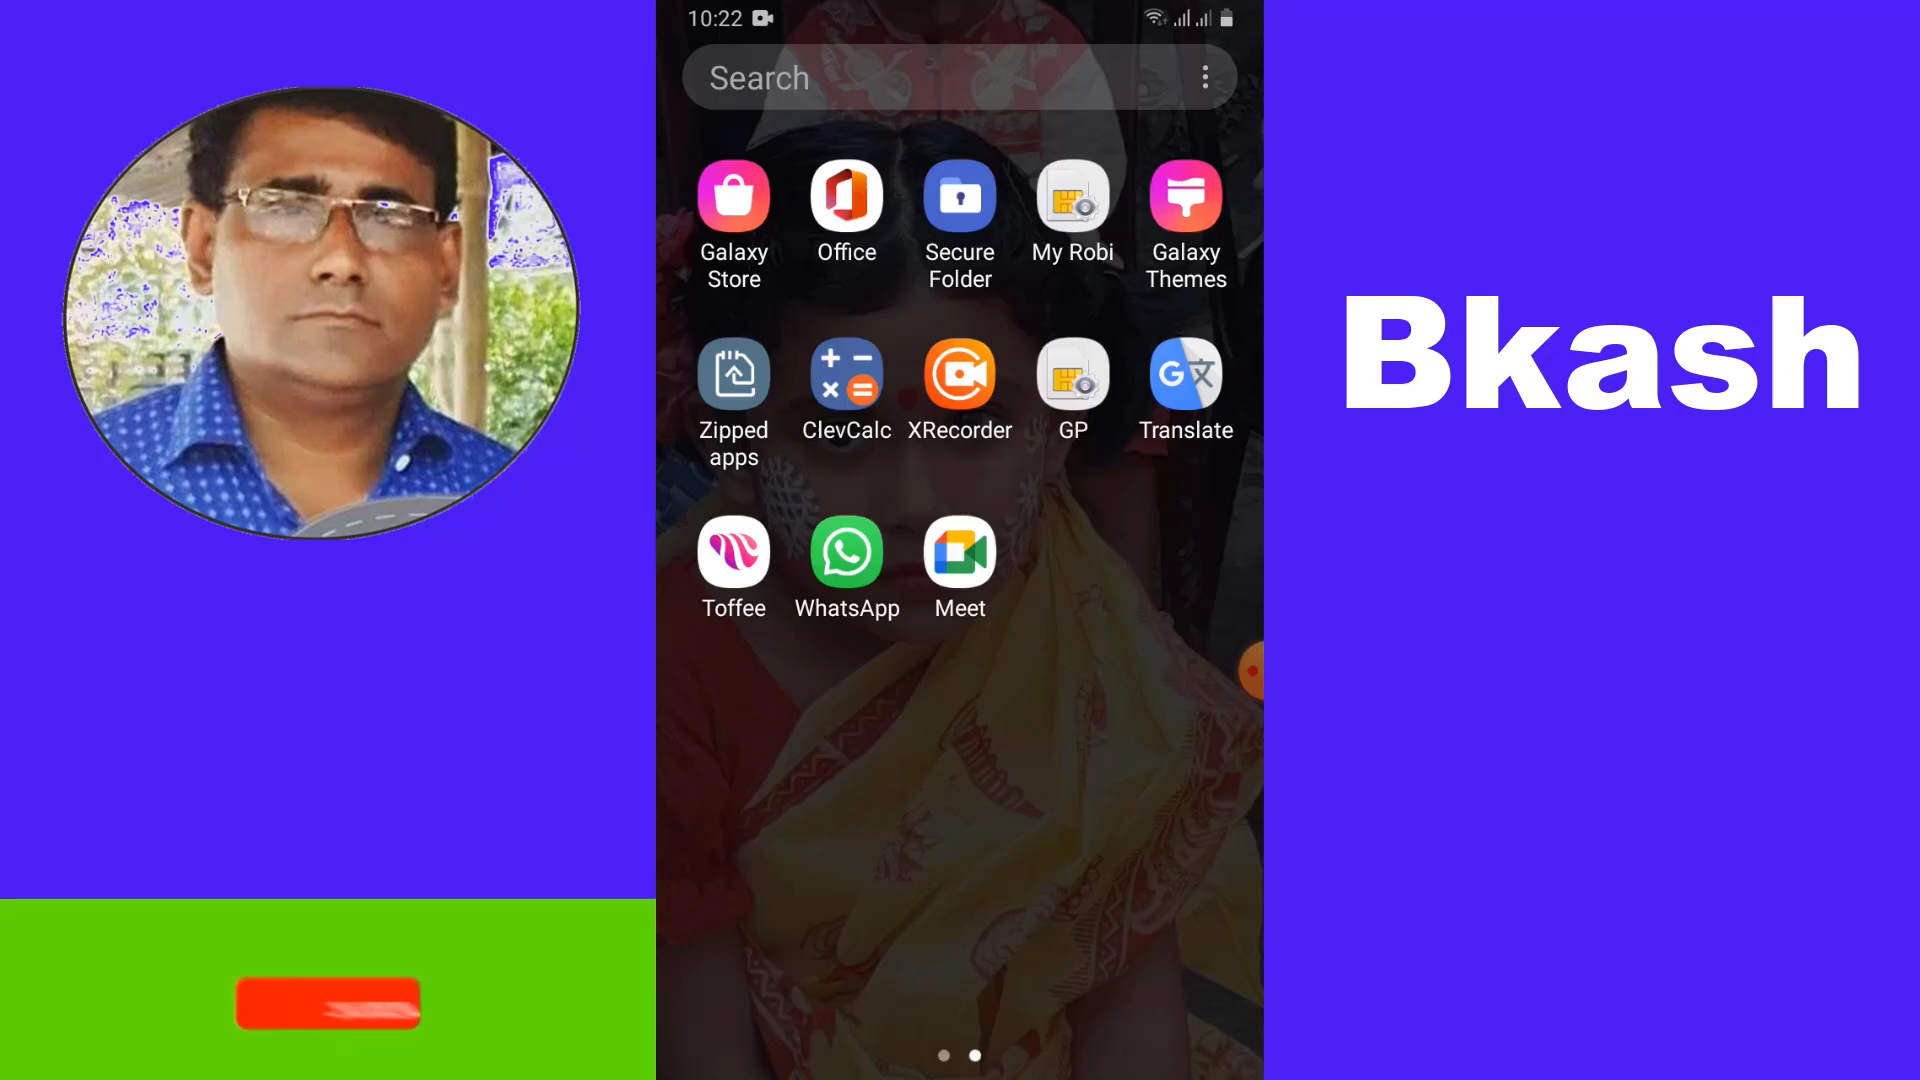 10:22
Search
Galaxy Store
Office
Secure Folder
My Robi
Galaxy Themes
Zipped apps
ClevCalc
XRecorder
GP
Translate
Toffee
WhatsApp
Meet
Bkash